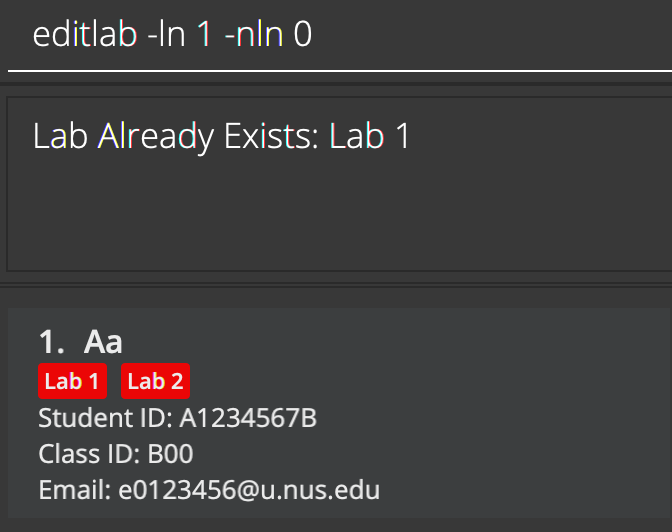 editlab -ln 1 -nln 0
Lab Already Exists: Lab 1
1. Aa
Lab 1 Lab 2
Student ID: A1234567B
Class ID: B00
Email: e0123456@u.nus.edu